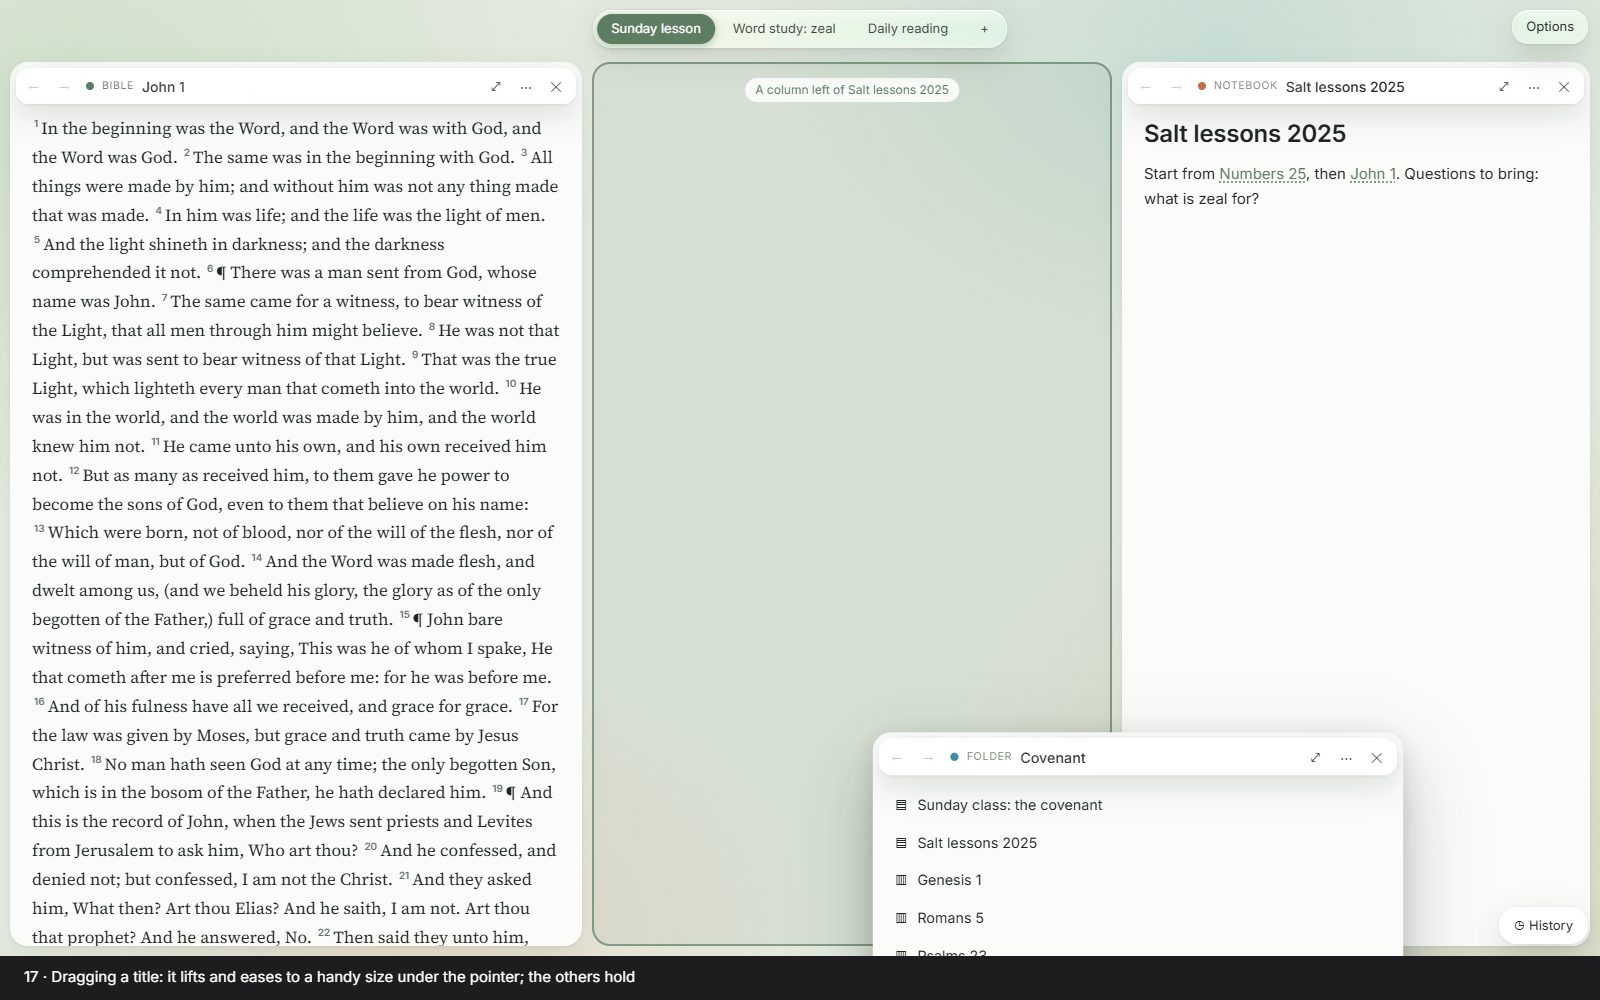 Sunday lesson
Word study: zeal
Daily reading
+
Options
← → BIBLE John 1
1 In the beginning was the Word, and the Word was with God, and
the Word was God. 2 The same was in the beginning with God. 3 All
things were made by him; and without him was not any thing made
that was made. 4 In him was life; and the life was the light of men.
5 And the light shineth in darkness; and the darkness
comprehended it not. 6 ¶ There was a man sent from God, whose
name was John. 7 The same came for a witness, to bear witness of
the Light, that all men through him might believe. 8 He was not that
Light, but was sent to bear witness of that Light. 9 That was the true
Light, which lighteth every man that cometh into the world. 10 He
was in the world, and the world was made by him, and the world
knew him not. 11 He came unto his own, and his own received him
not. 12 But as many as received him, to them gave he power to
become the sons of God, even to them that believe on his name:
13 Which were born, not of blood, nor of the will of the flesh, nor of
the will of man, but of God. 14 And the Word was made flesh, and
dwelt among us, (and we beheld his glory, the glory as of the only
begotten of the Father,) full of grace and truth. 15 ¶ John bare
witness of him, and cried, saying, This was he of whom I spake, He
that cometh after me is preferred before me: for he was before me.
16 And of his fulness have all we received, and grace for grace. 17 For
the law was given by Moses, but grace and truth came by Jesus
Christ. 18 No man hath seen God at any time; the only begotten Son,
which is in the bosom of the Father, he hath declared him. 19 ¶ And
this is the record of John, when the Jews sent priests and Levites
from Jerusalem to ask him, Who art thou? 20 And he confessed, and
denied not; but confessed, I am not the Christ. 21 And they asked
him, What then? Art thou Elias? And he saith, I am not. Art thou
that prophet? And he answered, No. 22 Then said they unto him,
A column left of Salt lessons 2025
← → NOTEBOOK Salt lessons 2025
Salt lessons 2025
Start from Numbers 25, then John 1. Questions to bring:
what is zeal for?
← → FOLDER Covenant
Sunday class: the covenant
Salt lessons 2025
Genesis 1
Romans 5
Psalms 23
History
17 · Dragging a title: it lifts and eases to a handy size under the pointer; the others hold